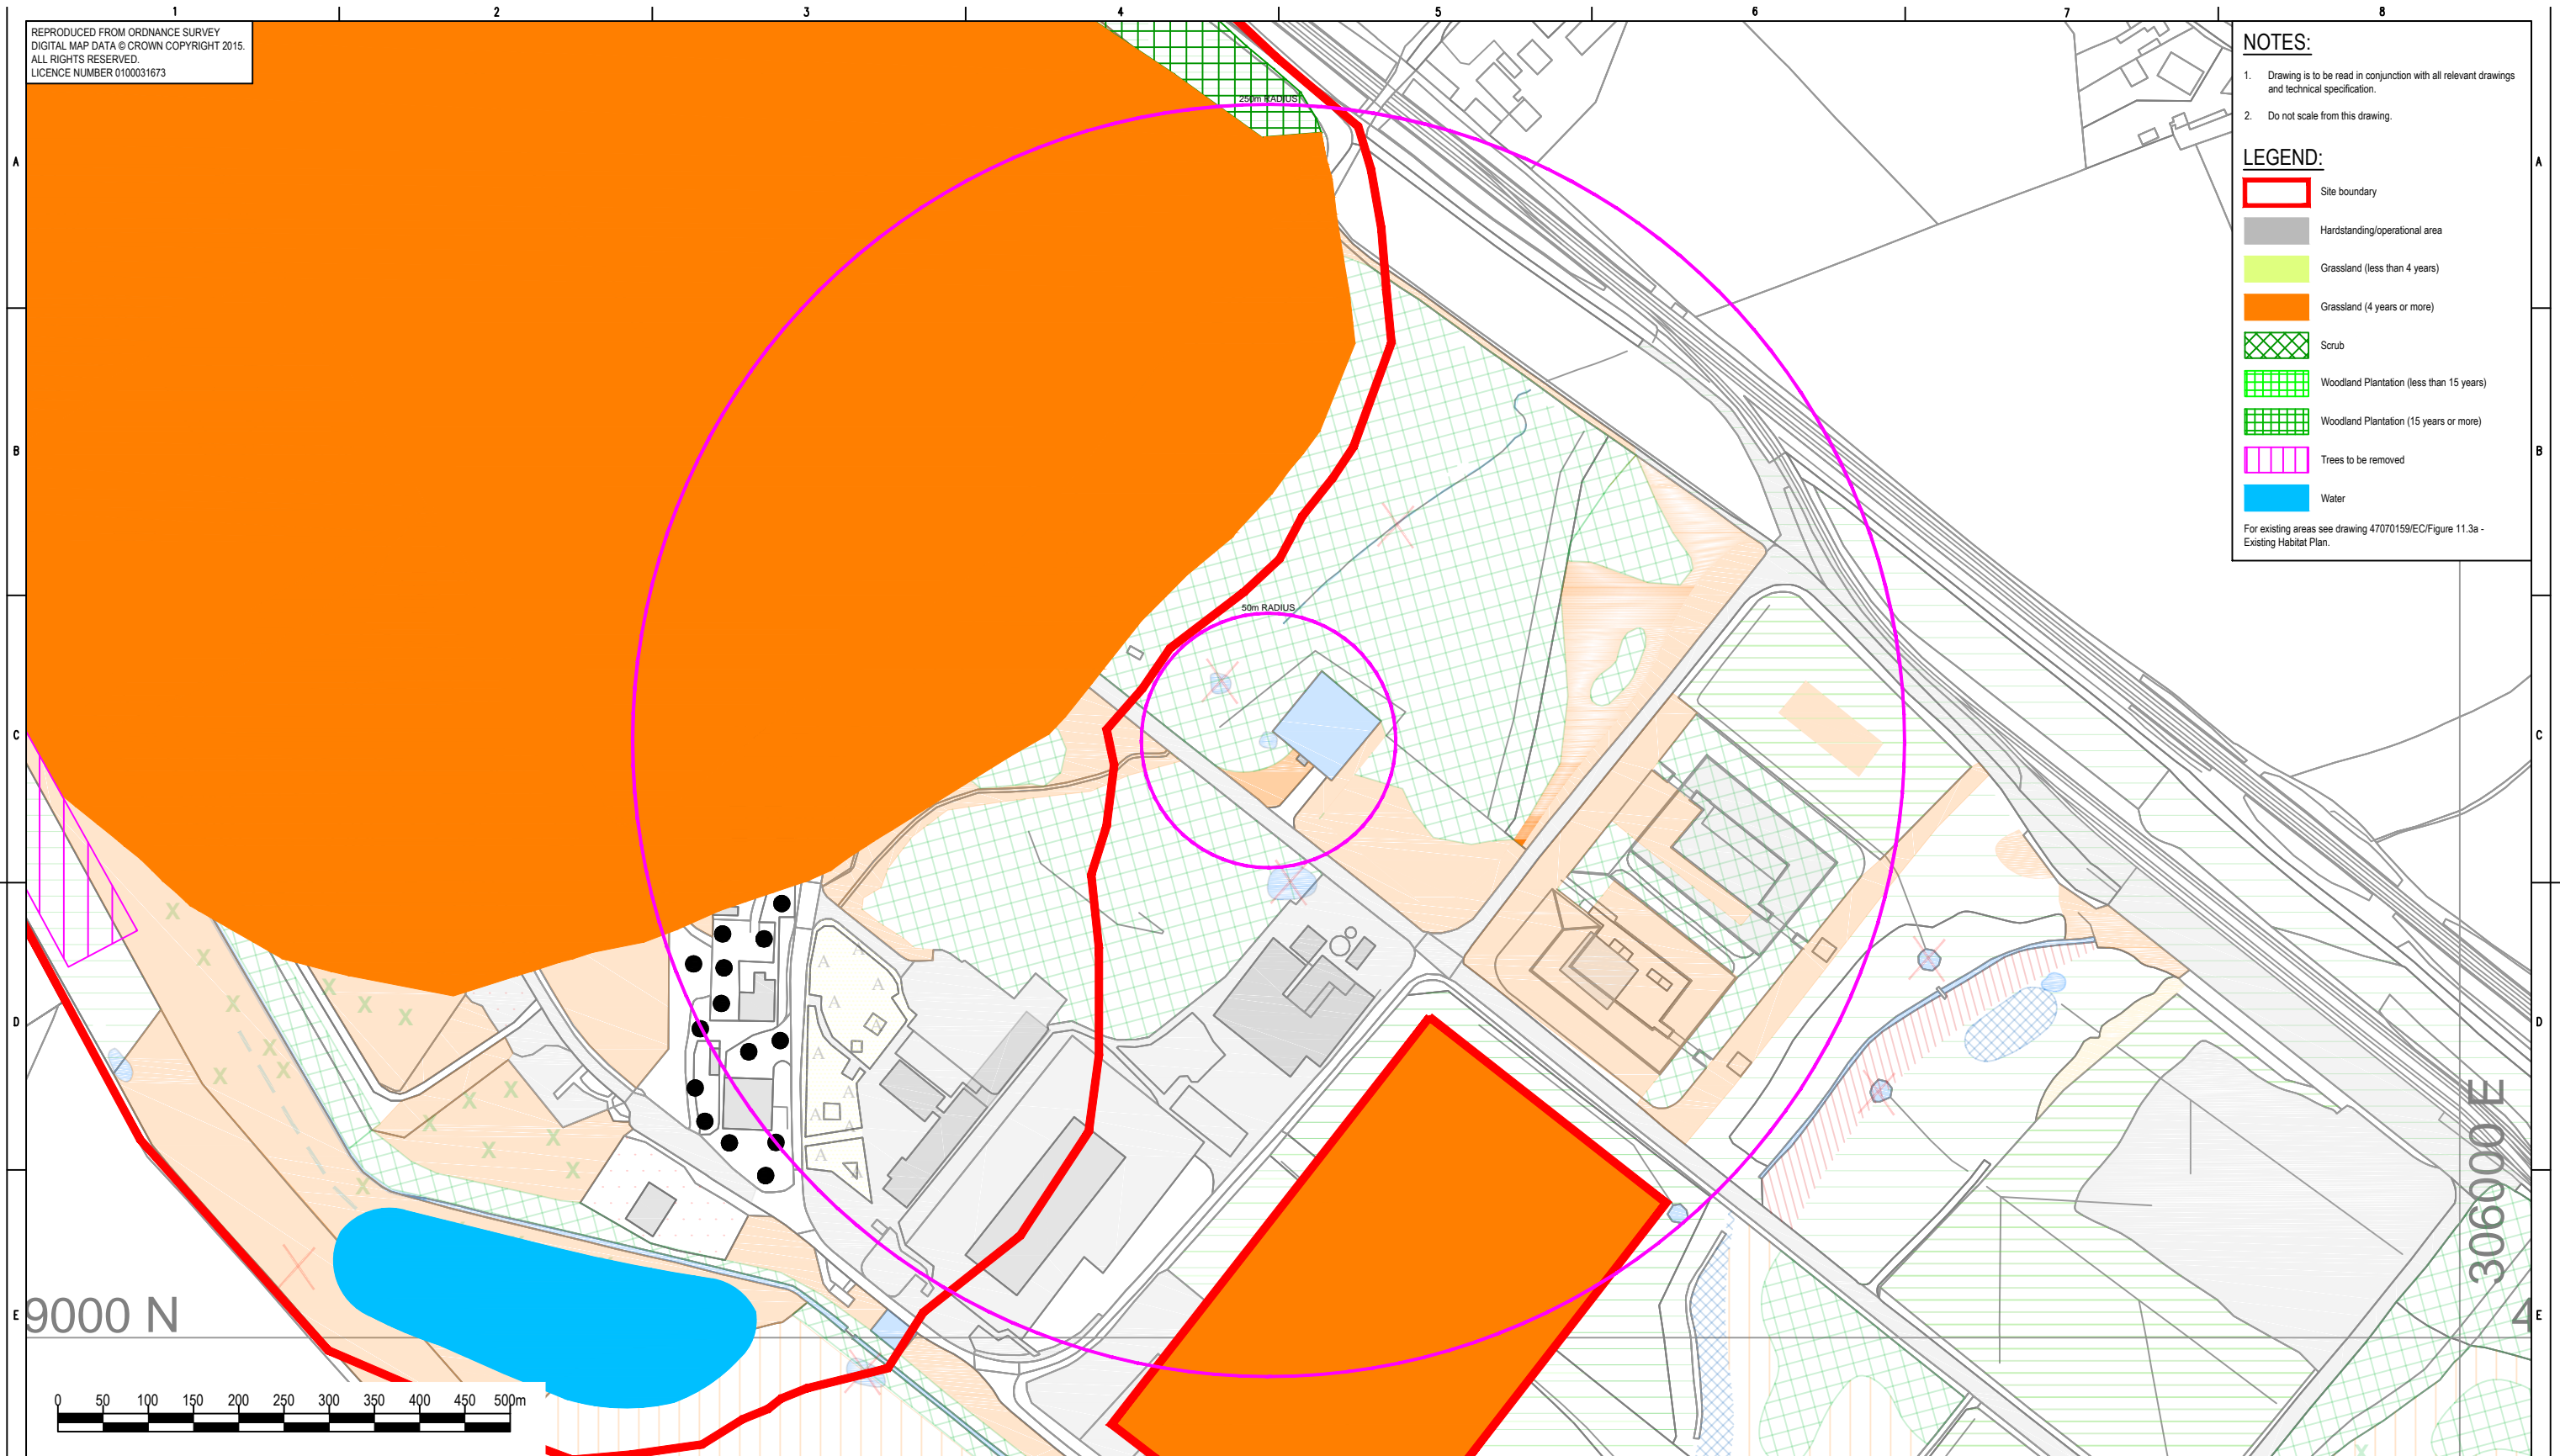 1 2 3 4 5 6 7 8
REPRODUCED FROM ORDNANCE SURVEY
DIGITAL MAP DATA © CROWN COPYRIGHT 2015.
ALL RIGHTS RESERVED.
LICENCE NUMBER 0100031673
NOTES:
1. Drawing is to be read in conjunction with all relevant drawings
and technical specification.
2. Do not scale from this drawing.
LEGEND:
Site boundary
Hardstanding/operational area
Grassland (less than 4 years)
Grassland (4 years or more)
Scrub
Woodland Plantation (less than 15 years)
Woodland Plantation (15 years or more)
Trees to be removed
Water
For existing areas see drawing 47070159/EC/Figure 11.3a -
Existing Habitat Plan.
250m RADIUS
A A
B B
50m RADIUS
C C
D D
306000 E
E E
9000 N
4
0 50 100 150 200 250 300 350 400 450 500m